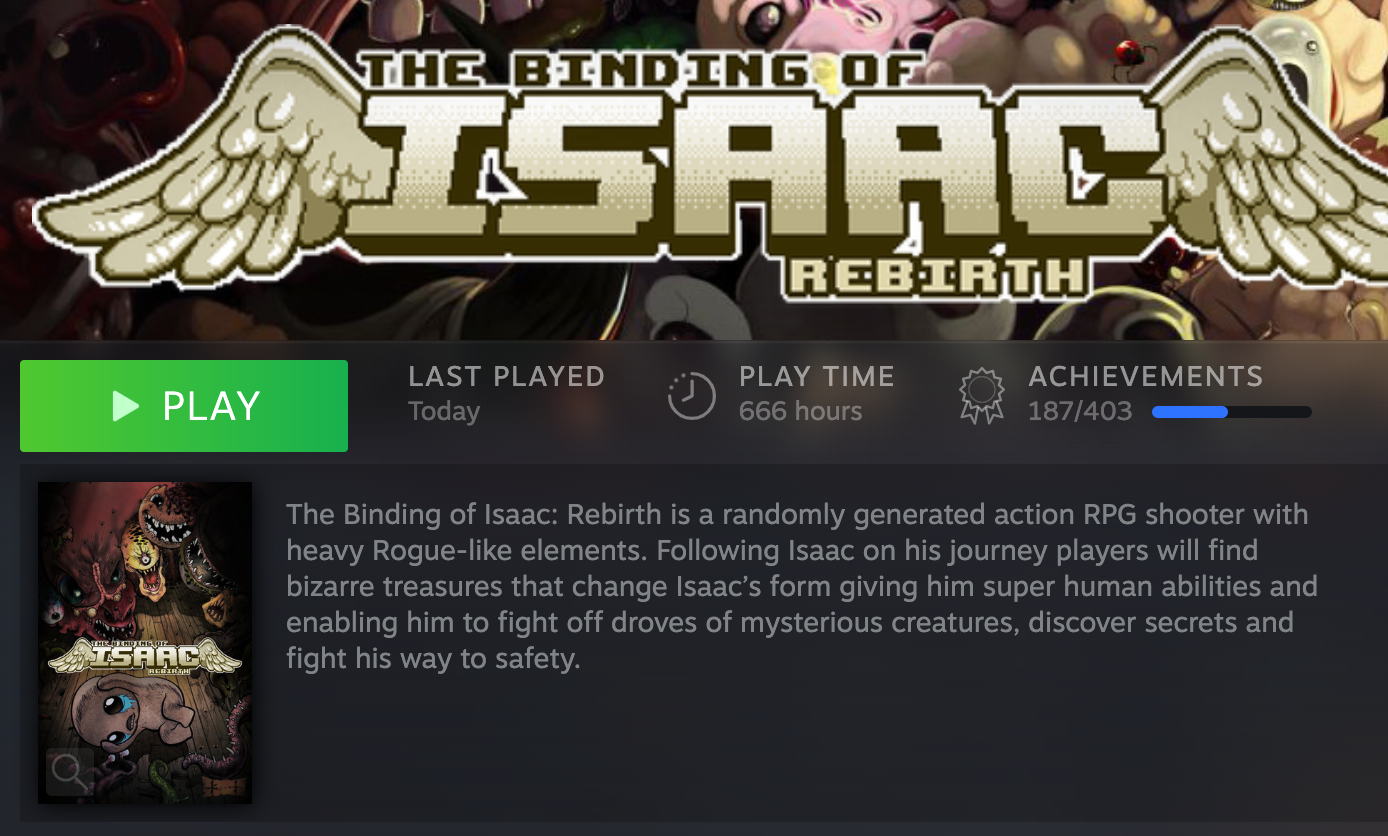 THE BINDING OF
ISAAC
REBIRTH
PLAY
LAST PLAYED
Today
PLAY TIME
666 hours
ACHIEVEMENTS
187/403
THE BINDING OF
ISAAC
REBIRTH
The Binding of Isaac: Rebirth is a randomly generated action RPG shooter with
heavy Rogue-like elements. Following Isaac on his journey players will find
bizarre treasures that change Isaac’s form giving him super human abilities and
enabling him to fight off droves of mysterious creatures, discover secrets and
fight his way to safety.